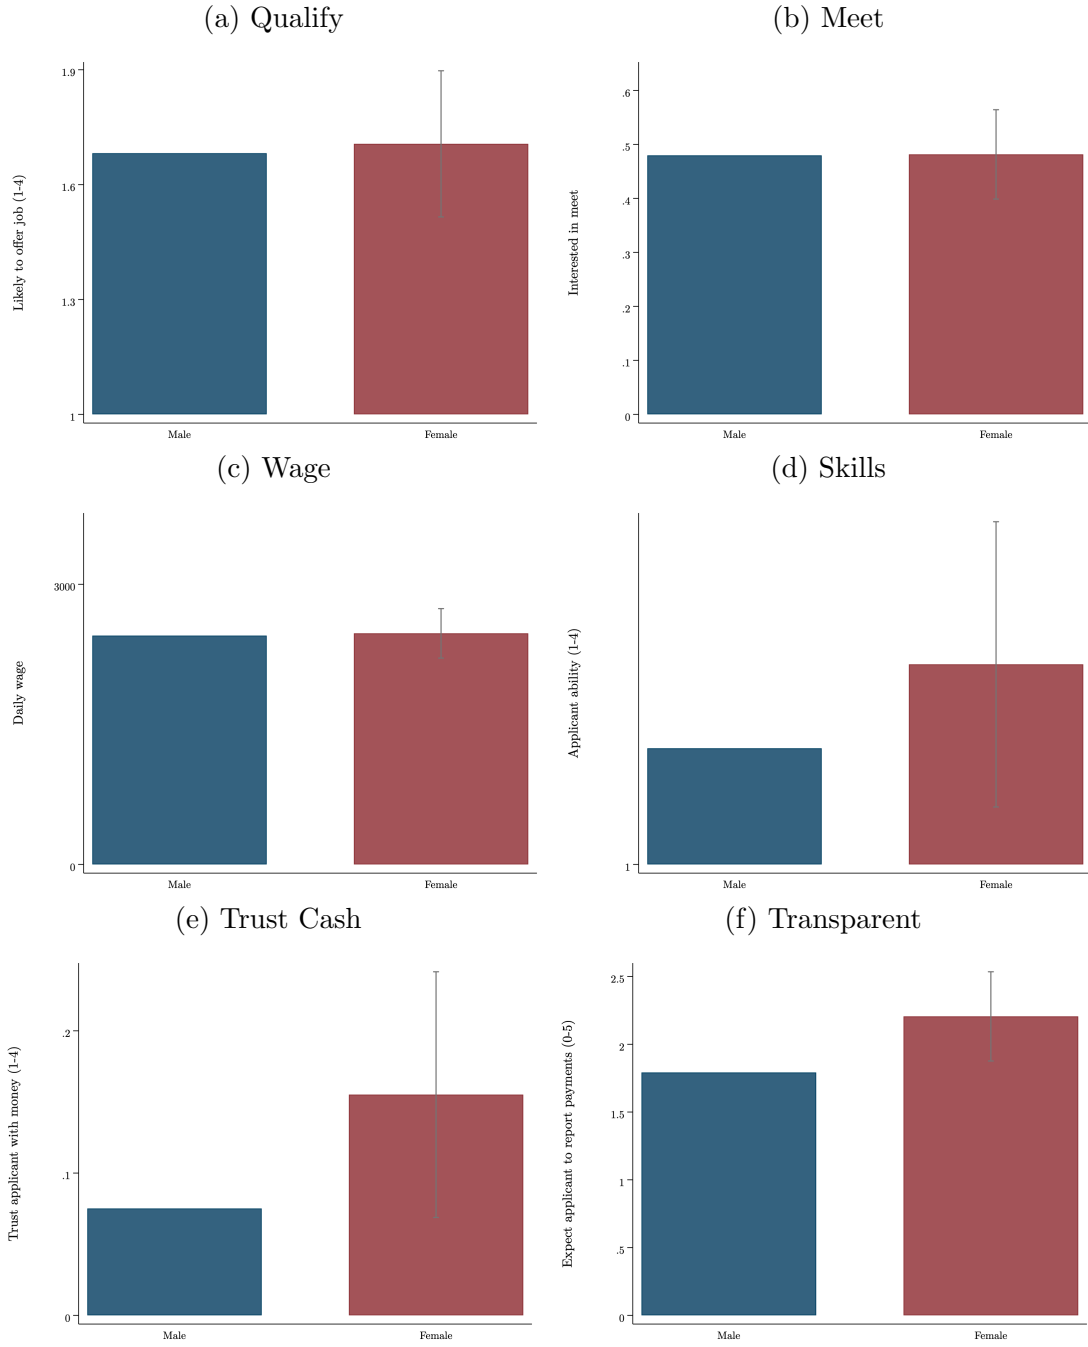 (a) Qualify
Likely to offer job (1-4)
1.9
1.6
1.3
1
Male
Female
(b) Meet
Interested in meet
.6
.5
.4
.3
.2
.1
0
Male
Female
(c) Wage
Daily wage
3000
0
Male
Female
(d) Skills
Applicant ability (1-4)
1
Male
Female
(e) Trust Cash
Trust applicant with money (1-4)
.2
.1
0
Male
Female
(f) Transparent
Expect applicant to report payments (0-5)
2.5
2
1.5
1
.5
0
Male
Female